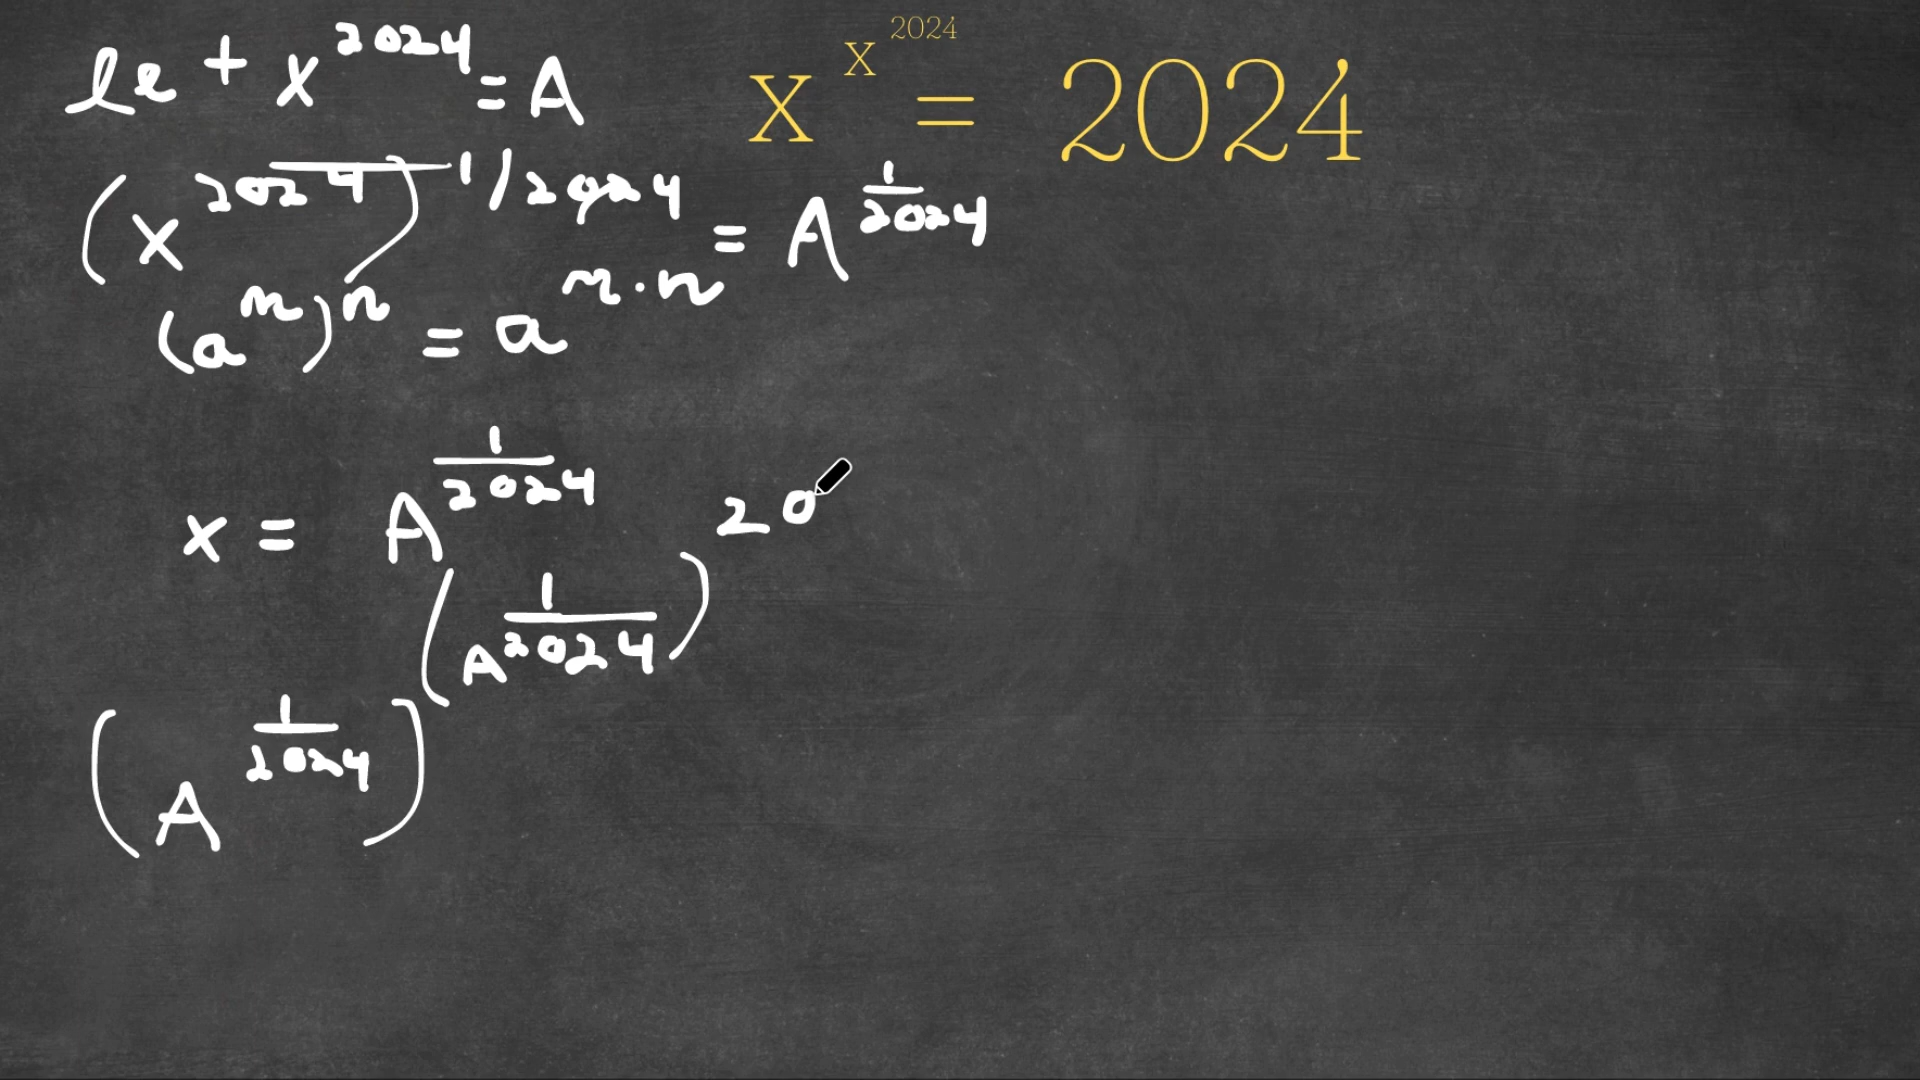 x^x^2024 = 2024
let x^2024 = A
(x^2024)^1/2024 = A^1/2024
(a^m)^n = a^m·n
x = A^1/2024
(A^1/2024)^(A^1/2024)^20